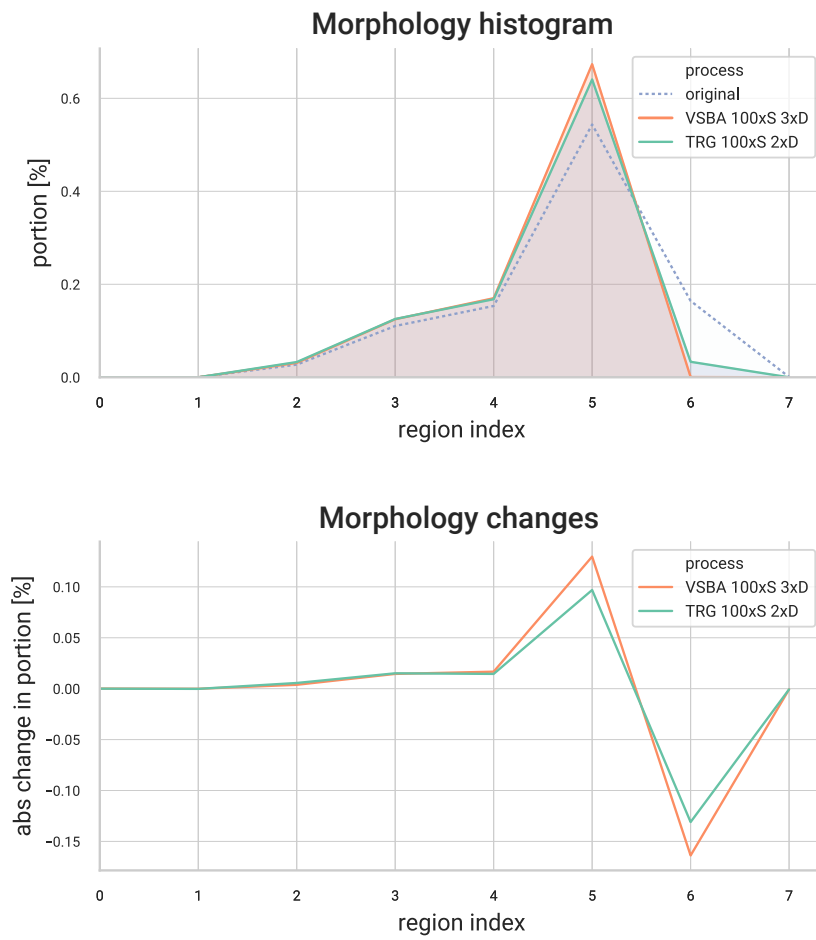 Morphology histogram
portion [%]
0.6
0.4
0.2
0.0
process
original
VSBA 100xS 3xD
TRG 100xS 2xD
0 1 2 3 4 5 6 7
region index
Morphology changes
abs change in portion [%]
0.10
0.05
0.00
−0.05
−0.10
−0.15
process
VSBA 100xS 3xD
TRG 100xS 2xD
0 1 2 3 4 5 6 7
region index